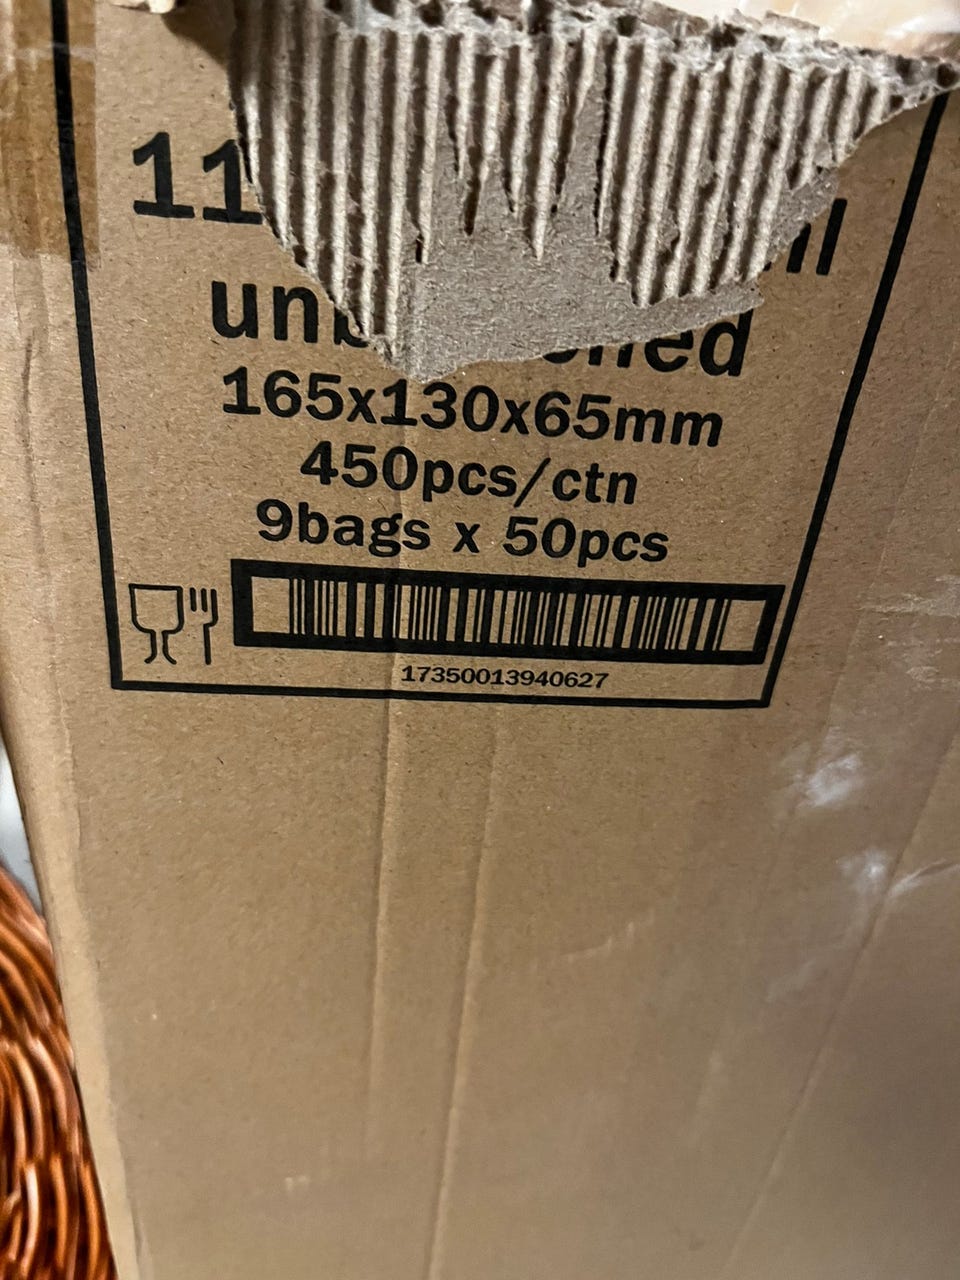 165x130x65mm
450pcs/ctn
9bags x 50pcs
17350013940627